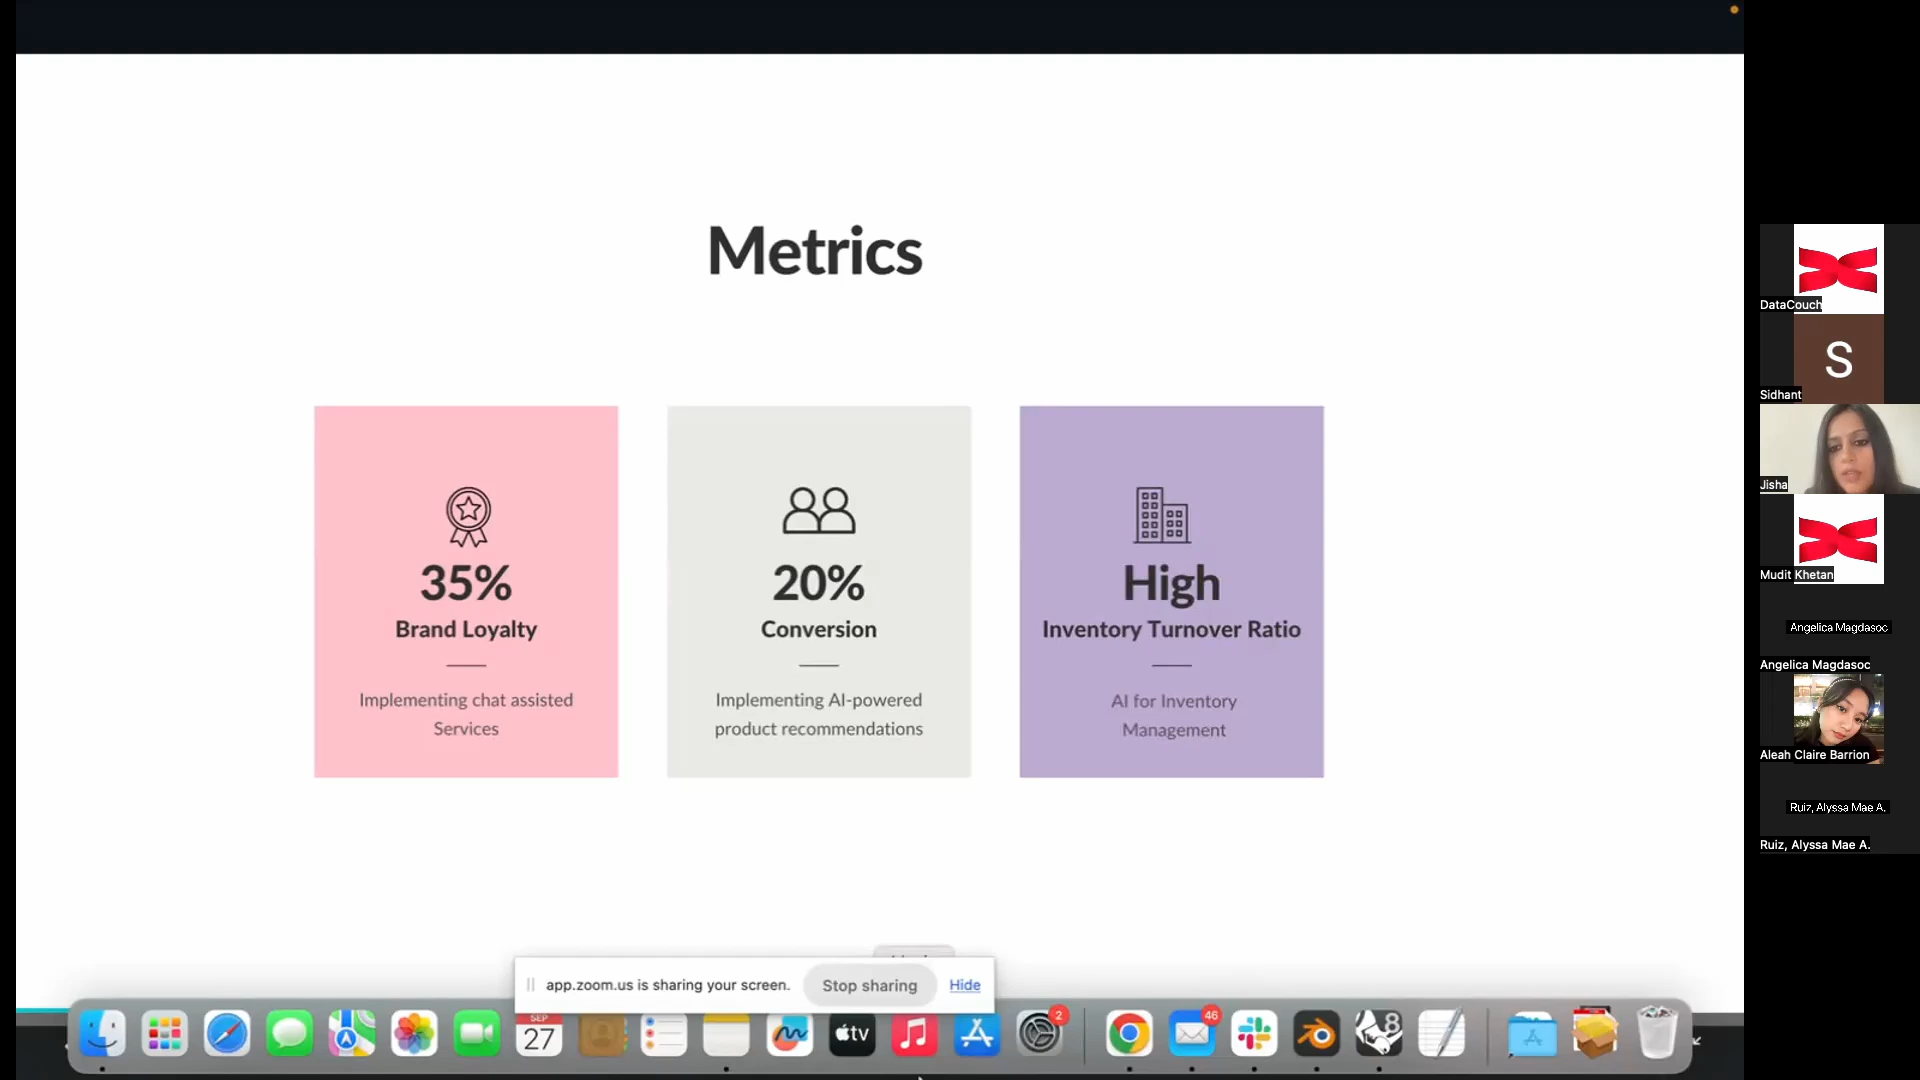 Metrics
35%
Brand Loyalty
Implementing chat assisted
Services
20%
Conversion
Implementing AI-powered
product recommendations
High
Inventory Turnover Ratio
AI for Inventory
Management
DataCouch
S
Sidhant
Jisha
Mudit Khetan
Angelica Magdasoc
Angelica Magdasoc
Aleah Claire Barrion
Ruiz, Alyssa Mae A.
Ruiz, Alyssa Mae A.
app.zoom.us is sharing your screen.
Stop sharing
Hide
SEP
27
tv
2
46
8